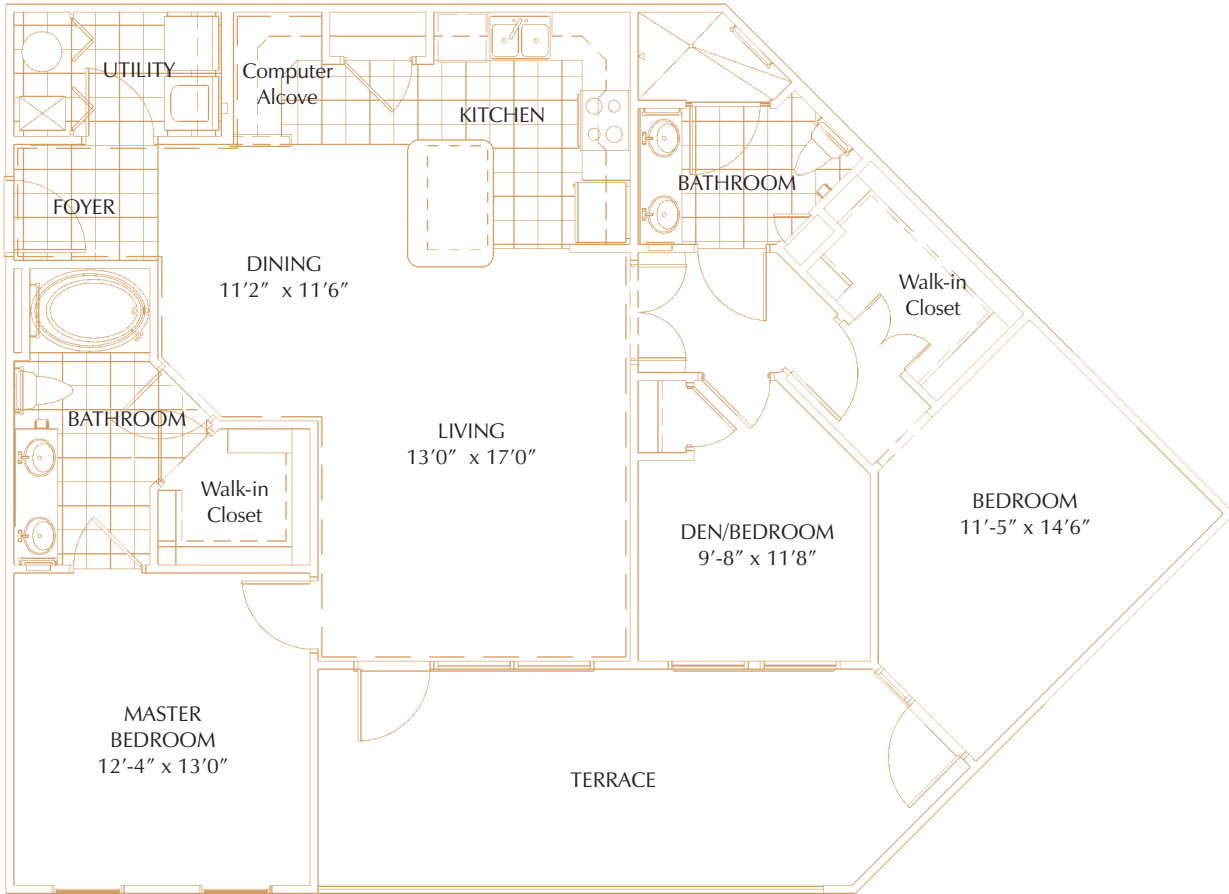 UTILITY
Computer
Alcove
KITCHEN
BATHROOM
FOYER
DINING
11’2” x 11’6”
Walk-in
Closet
BATHROOM
LIVING
13’0” x 17’0”
Walk-in
Closet
DEN/BEDROOM
9’-8” x 11’8”
BEDROOM
11’-5” x 14’6”
MASTER
BEDROOM
12’-4” x 13’0”
TERRACE